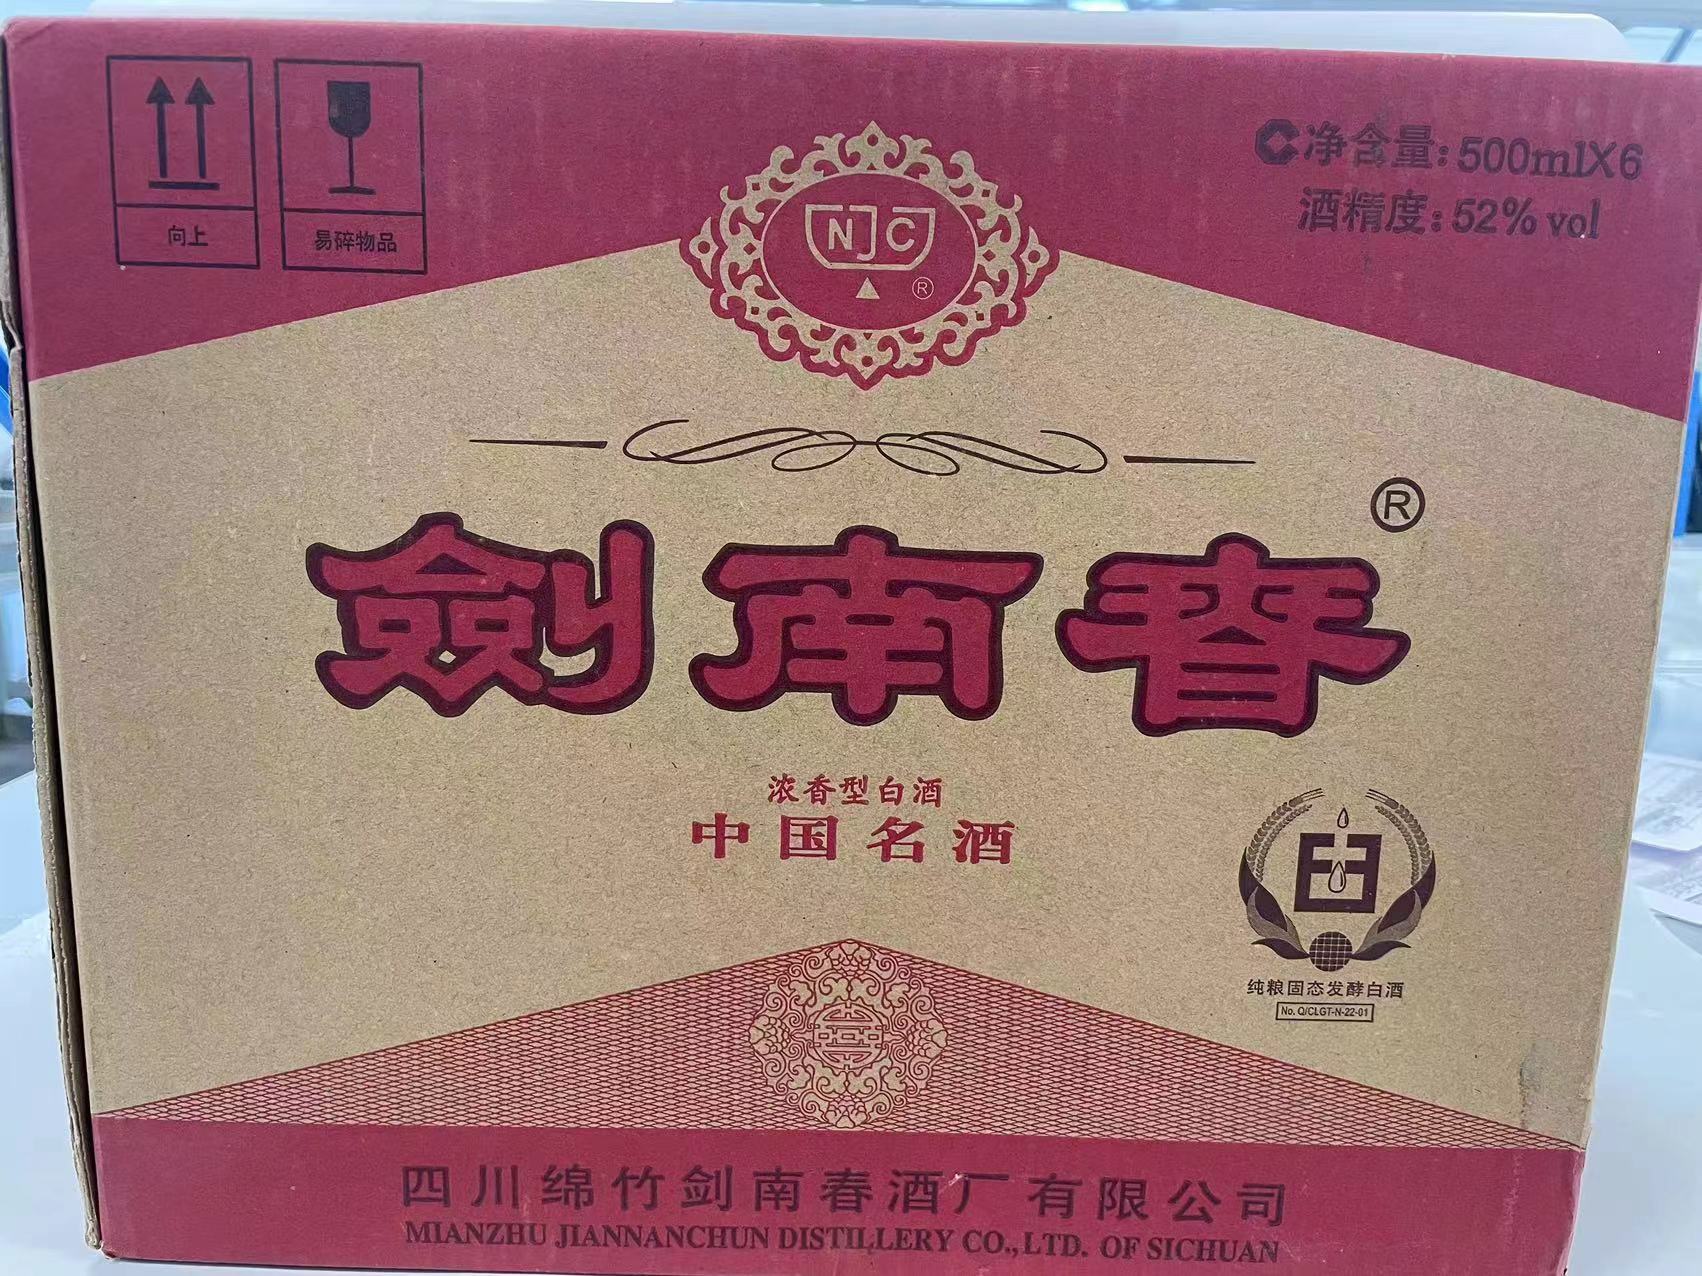 向上
易碎物品
净含量:500mlX6
酒精度:52% vol
NJC
®
®
劍南春
浓香型白酒
中国名酒
纯粮固态发酵白酒
No. Q/CLGT-N-22-01
四川绵竹剑南春酒厂有限公司
MIANZHU JIANNANCHUN DISTILLERY CO.,LTD. OF SICHUAN